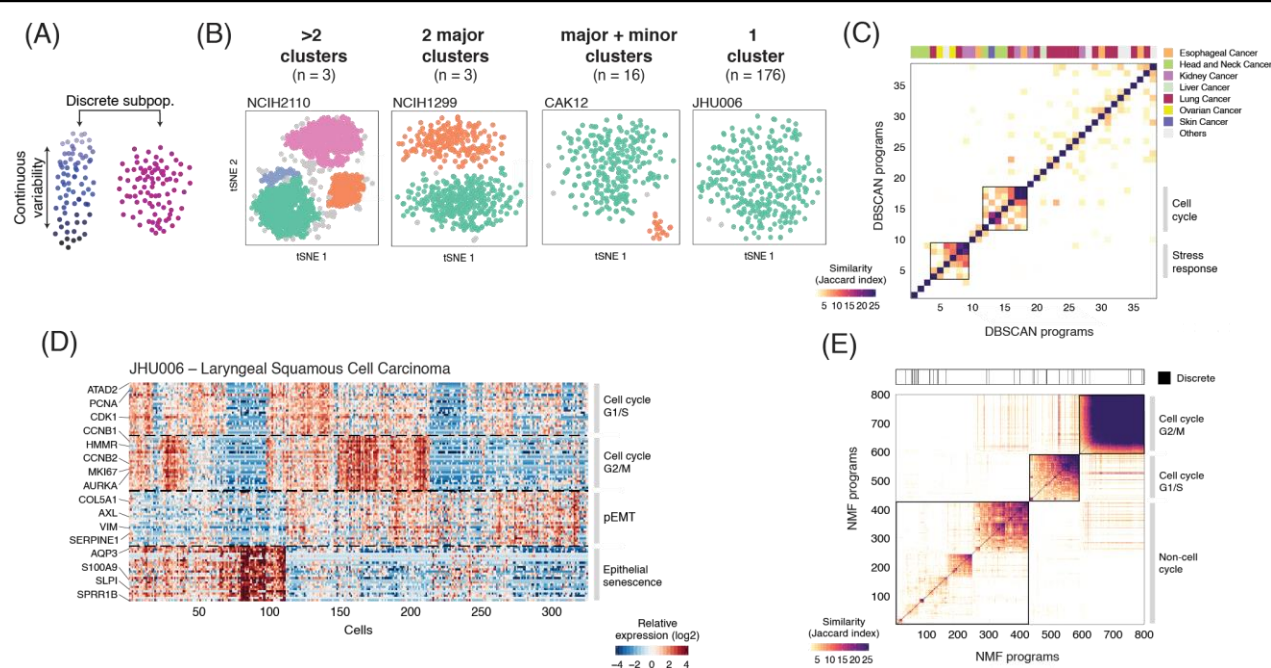 (A)
Discrete subpop.
Continuous
variability
(B)
>2
clusters
(n = 3)
2 major
clusters
(n = 3)
major + minor
clusters
(n = 16)
1
cluster
(n = 176)
NCIH2110
NCIH1299
CAK12
JHU006
tSNE 2
tSNE 1
tSNE 1
tSNE 1
tSNE 1
(C)
Esophageal Cancer
Head and Neck Cancer
Kidney Cancer
Liver Cancer
Lung Cancer
Ovarian Cancer
Skin Cancer
Others
DBSCAN programs
35
30
25
20
15
10
5
Cell
cycle
Stress
response
Similarity
(Jaccard index)
5 10 15 20 25
5 10 15 20 25 30 35
DBSCAN programs
(D)
JHU006 – Laryngeal Squamous Cell Carcinoma
ATAD2
PCNA
CDK1
CCNB1
HMMR
CCNB2
MKI67
AURKA
COL5A1
AXL
VIM
SERPINE1
AQP3
S100A9
SLPI
SPRR1B
Cell cycle
G1/S
Cell cycle
G2/M
pEMT
Epithelial
senescence
50 100 150 200 250 300
Cells
Relative
expression (log2)
−4 −2 0 2 4
(E)
Discrete
NMF programs
800
700
600
500
400
300
200
100
Cell cycle
G2/M
Cell cycle
G1/S
Non-cell
cycle
100 200 300 400 500 600 700 800
NMF programs
Similarity
(Jaccard index)
5 10 15 20 25